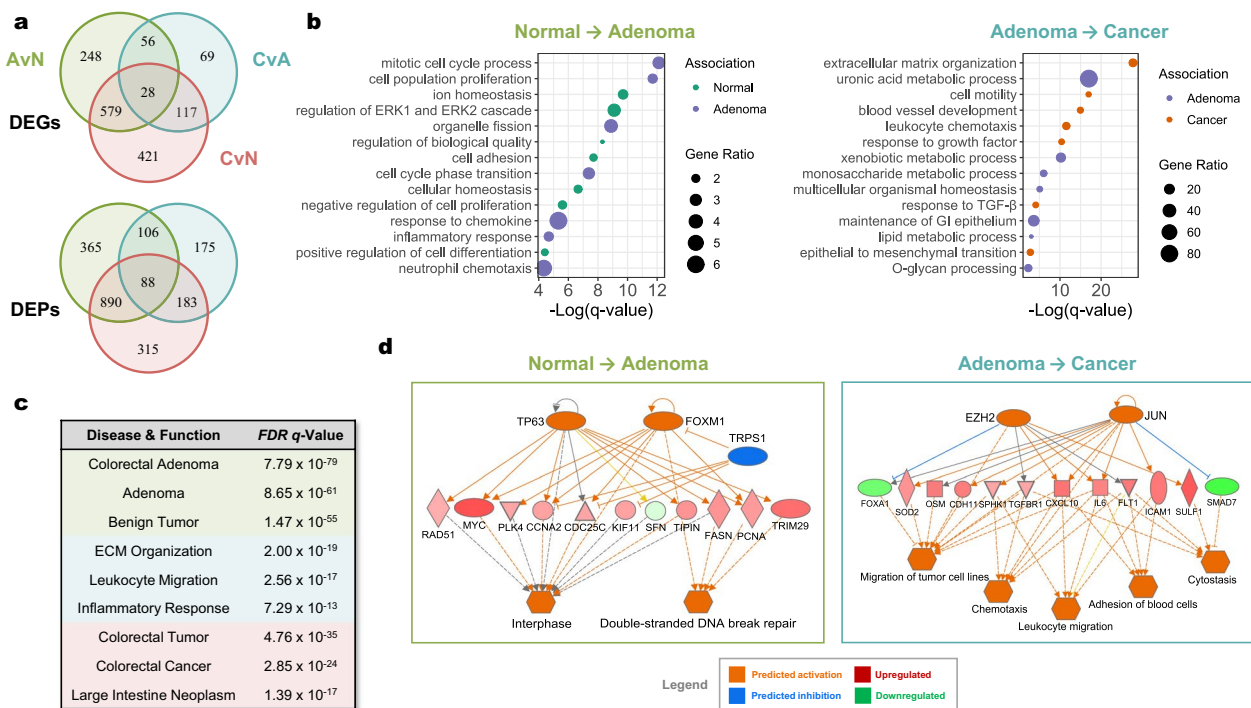 a
AvN
CvA
CvN
DEGs
248
56
69
28
579
117
421
DEPs
365
106
175
88
890
183
315
b
Normal → Adenoma
mitotic cell cycle process
cell population proliferation
ion homeostasis
regulation of ERK1 and ERK2 cascade
organelle fission
regulation of biological quality
cell adhesion
cell cycle phase transition
cellular homeostasis
negative regulation of cell proliferation
response to chemokine
inflammatory response
positive regulation of cell differentiation
neutrophil chemotaxis
4 6 8 10 12
-Log(q-value)
Association
Normal
Adenoma
Gene Ratio
2
3
4
5
6
Adenoma → Cancer
extracellular matrix organization
uronic acid metabolic process
cell motility
blood vessel development
leukocyte chemotaxis
response to growth factor
xenobiotic metabolic process
monosaccharide metabolic process
multicellular organismal homeostasis
response to TGF-β
maintenance of GI epithelium
lipid metabolic process
epithelial to mesenchymal transition
O-glycan processing
10 20
-Log(q-value)
Association
Adenoma
Cancer
Gene Ratio
20
40
60
80
c
Disease & Function FDR q-Value
Colorectal Adenoma 7.79 x 10-79
Adenoma 8.65 x 10-61
Benign Tumor 1.47 x 10-55
ECM Organization 2.00 x 10-19
Leukocyte Migration 2.56 x 10-17
Inflammatory Response 7.29 x 10-13
Colorectal Tumor 4.76 x 10-35
Colorectal Cancer 2.85 x 10-24
Large Intestine Neoplasm 1.39 x 10-17
d
Normal → Adenoma
TP63
FOXM1
TRPS1
RAD51
MYC
PLK4
CCNA2
CDC25C
KIF11
SFN
TIPIN
FASN
PCNA
TRIM29
Interphase
Double-stranded DNA break repair
Adenoma → Cancer
EZH2
JUN
FOXA1
SOD2
OSM
CDH11
SPHK1
TGFBR1
CXCL10
IL6
FLT1
ICAM1
SULF1
SMAD7
Migration of tumor cell lines
Chemotaxis
Leukocyte migration
Adhesion of blood cells
Cytostasis
Legend
Predicted activation
Upregulated
Predicted inhibition
Downregulated